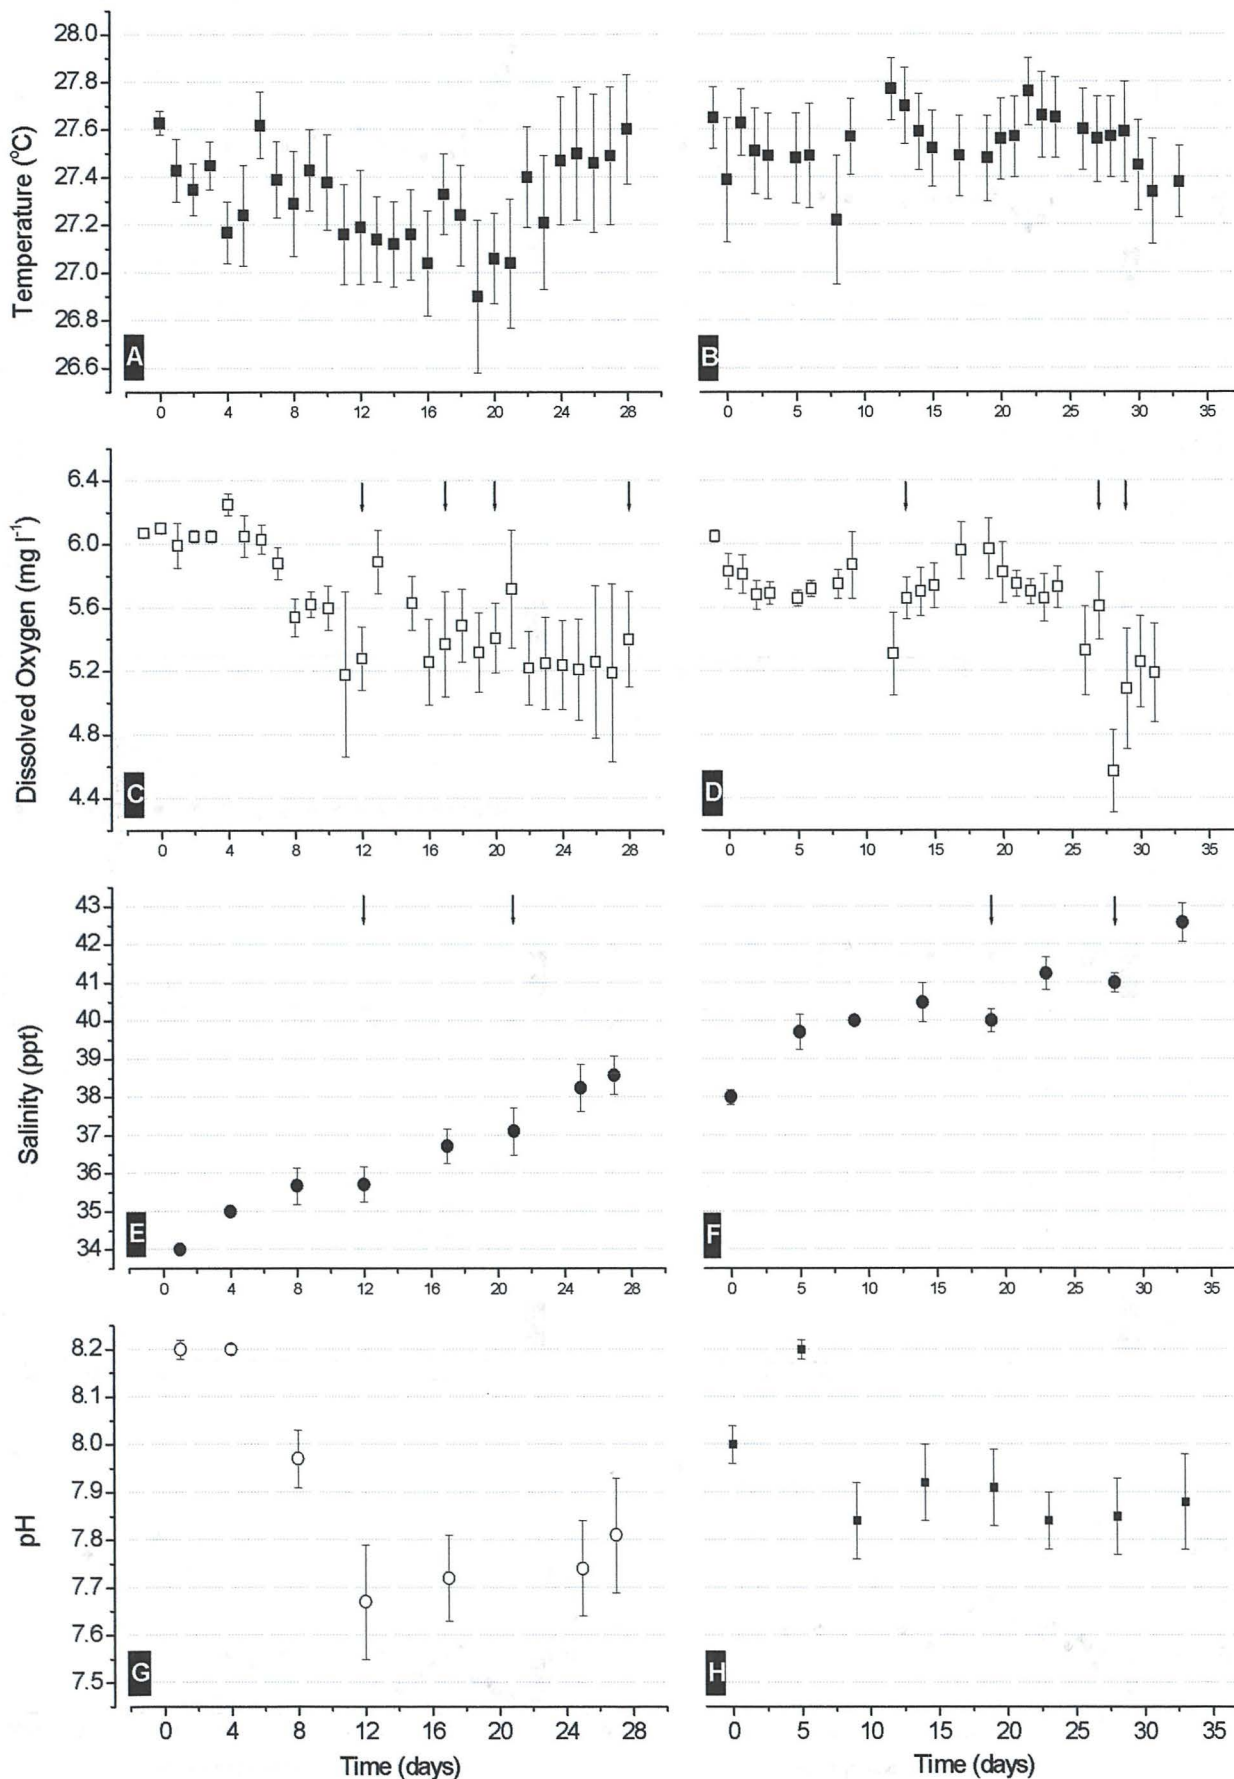 Temperature (°C)
28.0
27.8
27.6
27.4
27.2
27.0
26.8
26.6
A
0 4 8 12 16 20 24 28
B
0 5 10 15 20 25 30 35
Dissolved Oxygen (mg l⁻¹)
6.4
6.0
5.6
5.2
4.8
4.4
C
0 4 8 12 16 20 24 28
D
0 5 10 15 20 25 30 35
Salinity (ppt)
43
42
41
40
39
38
37
36
35
34
E
0 4 8 12 16 20 24 28
F
0 5 10 15 20 25 30 35
pH
8.2
8.1
8.0
7.9
7.8
7.7
7.6
7.5
G
0 4 8 12 16 20 24 28
Time (days)
H
0 5 10 15 20 25 30 35
Time (days)